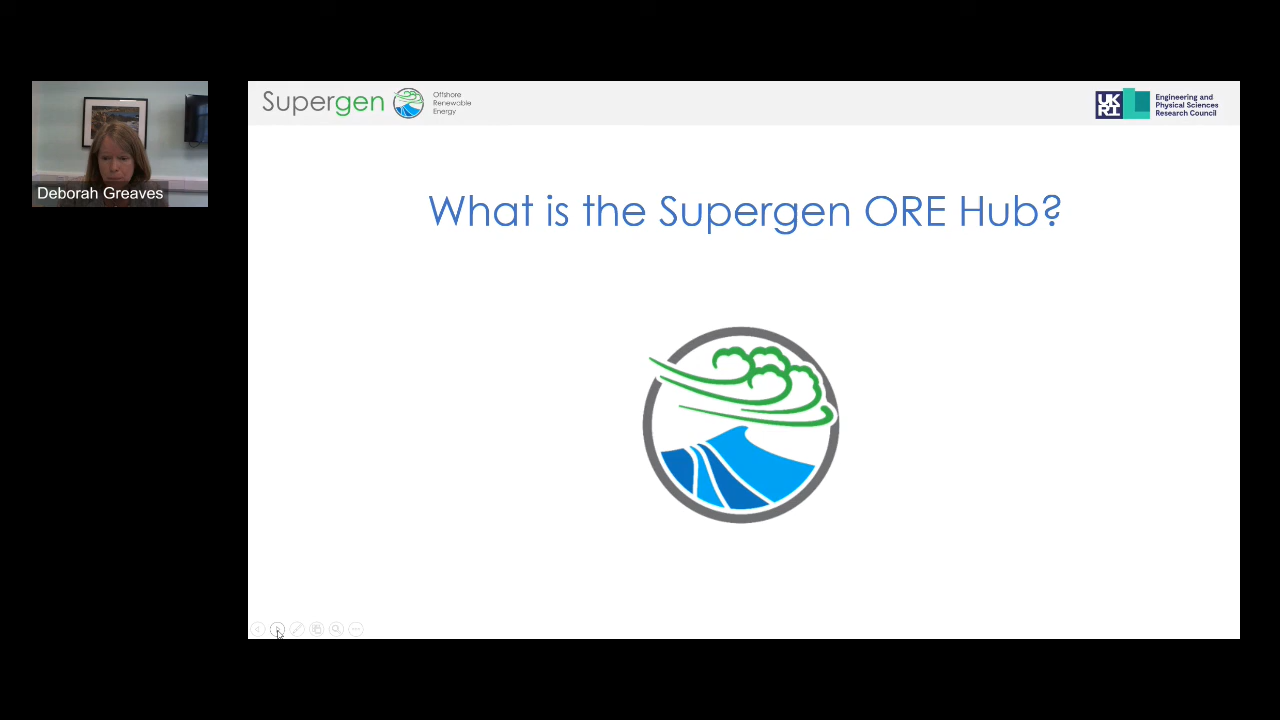 Supergen
Offshore
Renewable
Energy
UK
RI
Engineering and
Physical Sciences
Research Council
Deborah Greaves
What is the Supergen ORE Hub?